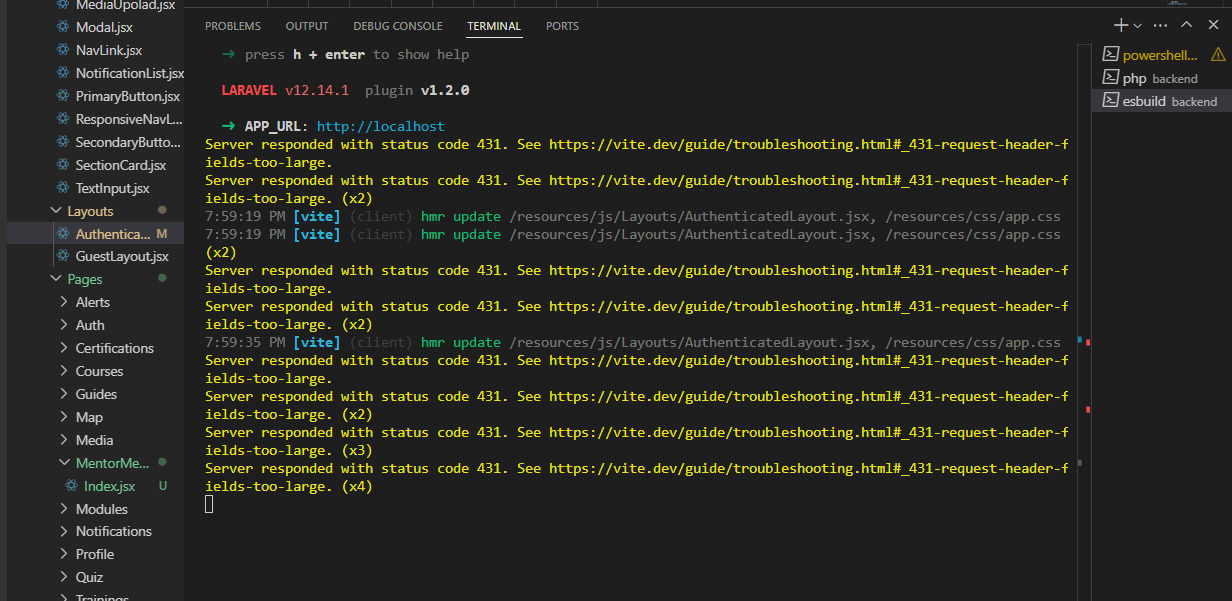 MediaUpolad.jsx
Modal.jsx
NavLink.jsx
NotificationList.jsx
PrimaryButton.jsx
ResponsiveNavL...
SecondaryButto...
SectionCard.jsx
TextInput.jsx
Layouts
Authentica... M
GuestLayout.jsx
Pages
Alerts
Auth
Certifications
Courses
Guides
Map
Media
MentorMe...
Index.jsx U
Modules
Notifications
Profile
Quiz
Trainings
PROBLEMS OUTPUT DEBUG CONSOLE TERMINAL PORTS
➜ press h + enter to show help
LARAVEL v12.14.1 plugin v1.2.0
➜ APP_URL: http://localhost
Server responded with status code 431. See https://vite.dev/guide/troubleshooting.html#_431-request-header-f
ields-too-large.
Server responded with status code 431. See https://vite.dev/guide/troubleshooting.html#_431-request-header-f
ields-too-large. (x2)
7:59:19 PM [vite] (client) hmr update /resources/js/Layouts/AuthenticatedLayout.jsx, /resources/css/app.css
7:59:19 PM [vite] (client) hmr update /resources/js/Layouts/AuthenticatedLayout.jsx, /resources/css/app.css
(x2)
Server responded with status code 431. See https://vite.dev/guide/troubleshooting.html#_431-request-header-f
ields-too-large.
Server responded with status code 431. See https://vite.dev/guide/troubleshooting.html#_431-request-header-f
ields-too-large. (x2)
7:59:35 PM [vite] (client) hmr update /resources/js/Layouts/AuthenticatedLayout.jsx, /resources/css/app.css
Server responded with status code 431. See https://vite.dev/guide/troubleshooting.html#_431-request-header-f
ields-too-large.
Server responded with status code 431. See https://vite.dev/guide/troubleshooting.html#_431-request-header-f
ields-too-large. (x2)
Server responded with status code 431. See https://vite.dev/guide/troubleshooting.html#_431-request-header-f
ields-too-large. (x3)
Server responded with status code 431. See https://vite.dev/guide/troubleshooting.html#_431-request-header-f
ields-too-large. (x4)
powershell...
php backend
esbuild backend